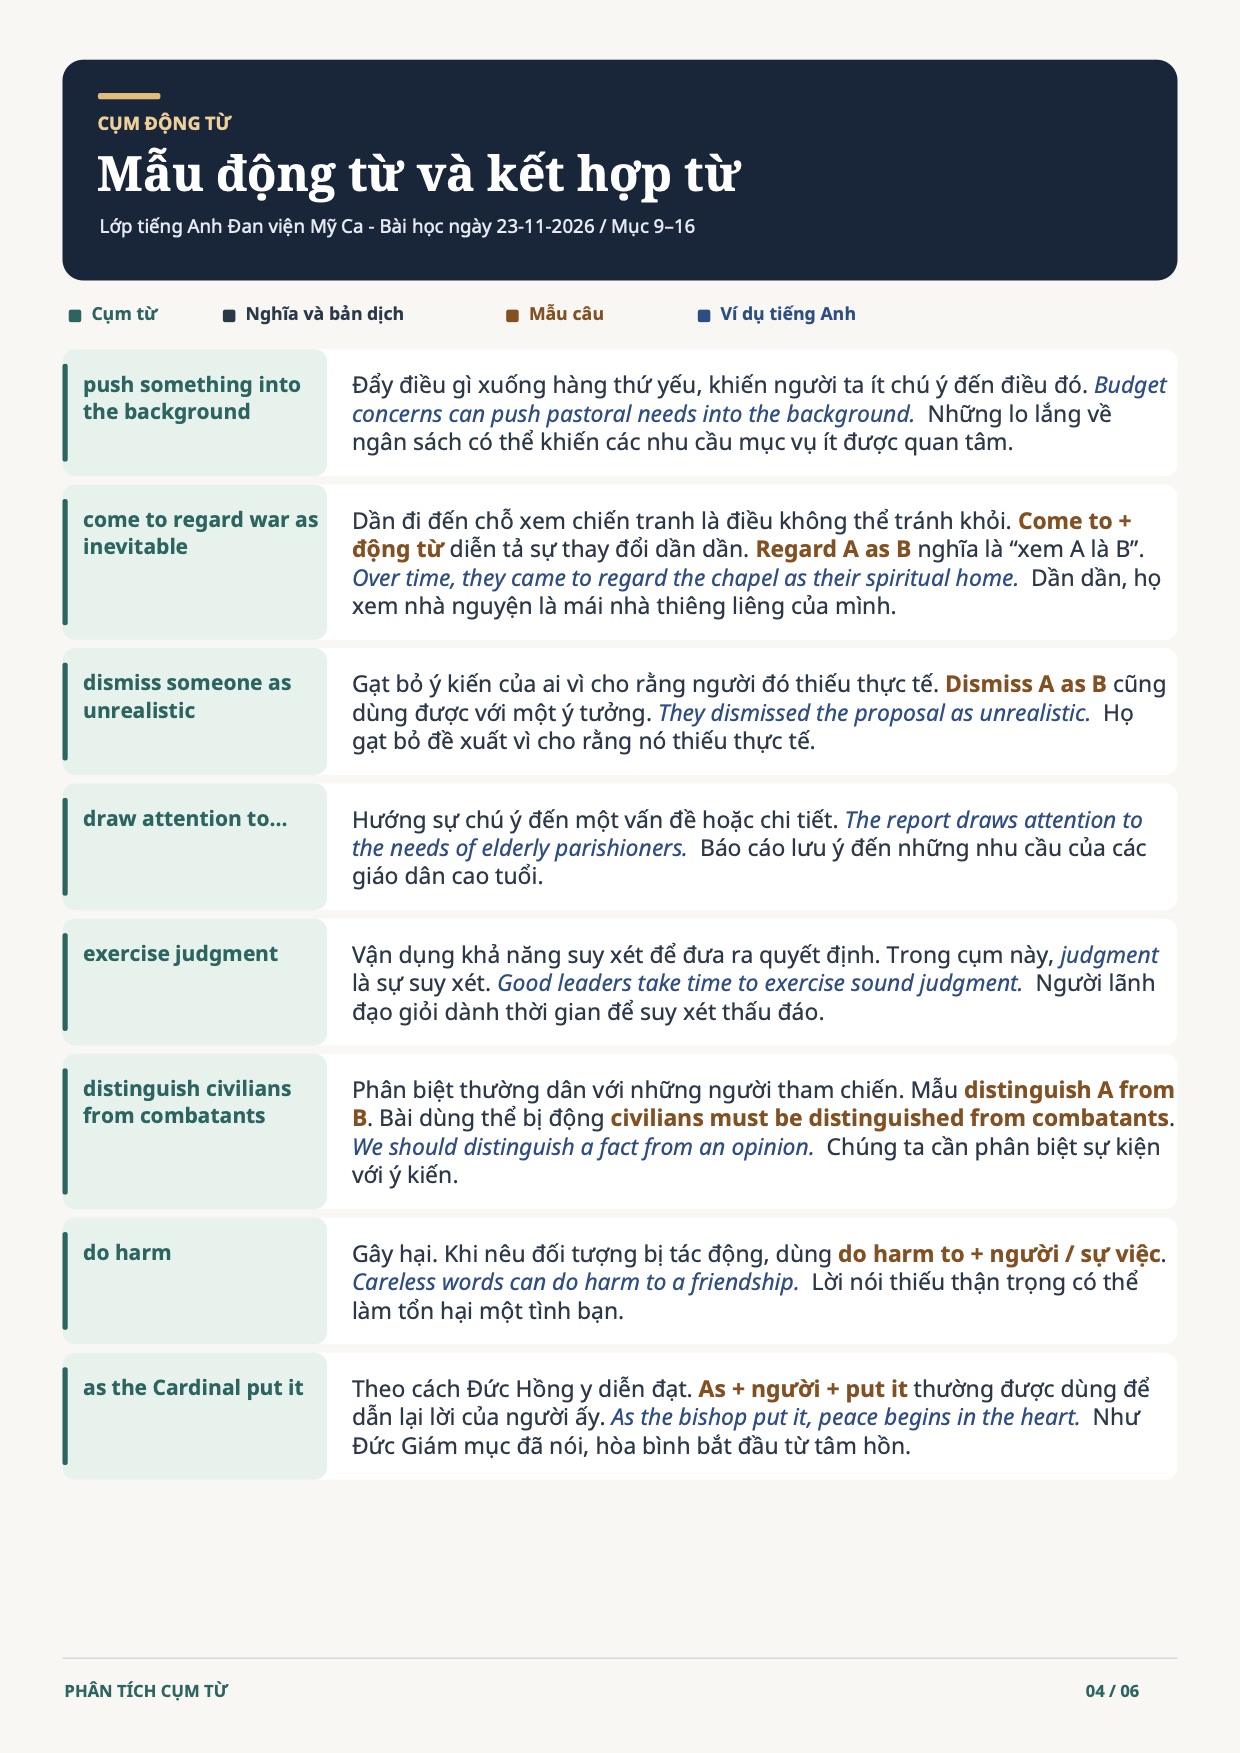 CỤM ĐỘNG TỪ
Mẫu động từ và kết hợp từ
Lớp tiếng Anh Đan viện Mỹ Ca - Bài học ngày 23-11-2026 / Mục 9–16
Cụm từ Nghĩa và bản dịch Mẫu câu Ví dụ tiếng Anh
push something into
the background
Đẩy điều gì xuống hàng thứ yếu, khiến người ta ít chú ý đến điều đó. Budget
concerns can push pastoral needs into the background. Những lo lắng về
ngân sách có thể khiến các nhu cầu mục vụ ít được quan tâm.
come to regard war as
inevitable
Dần đi đến chỗ xem chiến tranh là điều không thể tránh khỏi. Come to +
động từ diễn tả sự thay đổi dần dần. Regard A as B nghĩa là “xem A là B”.
Over time, they came to regard the chapel as their spiritual home. Dần dần, họ
xem nhà nguyện là mái nhà thiêng liêng của mình.
dismiss someone as
unrealistic
Gạt bỏ ý kiến của ai vì cho rằng người đó thiếu thực tế. Dismiss A as B cũng
dùng được với một ý tưởng. They dismissed the proposal as unrealistic. Họ
gạt bỏ đề xuất vì cho rằng nó thiếu thực tế.
draw attention to...
Hướng sự chú ý đến một vấn đề hoặc chi tiết. The report draws attention to
the needs of elderly parishioners. Báo cáo lưu ý đến những nhu cầu của các
giáo dân cao tuổi.
exercise judgment
Vận dụng khả năng suy xét để đưa ra quyết định. Trong cụm này, judgment
là sự suy xét. Good leaders take time to exercise sound judgment. Người lãnh
đạo giỏi dành thời gian để suy xét thấu đáo.
distinguish civilians
from combatants
Phân biệt thường dân với những người tham chiến. Mẫu distinguish A from
B. Bài dùng thể bị động civilians must be distinguished from combatants.
We should distinguish a fact from an opinion. Chúng ta cần phân biệt sự kiện
với ý kiến.
do harm
Gây hại. Khi nêu đối tượng bị tác động, dùng do harm to + người / sự việc.
Careless words can do harm to a friendship. Lời nói thiếu thận trọng có thể
làm tổn hại một tình bạn.
as the Cardinal put it
Theo cách Đức Hồng y diễn đạt. As + người + put it thường được dùng để
dẫn lại lời của người ấy. As the bishop put it, peace begins in the heart. Như
Đức Giám mục đã nói, hòa bình bắt đầu từ tâm hồn.
PHÂN TÍCH CỤM TỪ 04 / 06